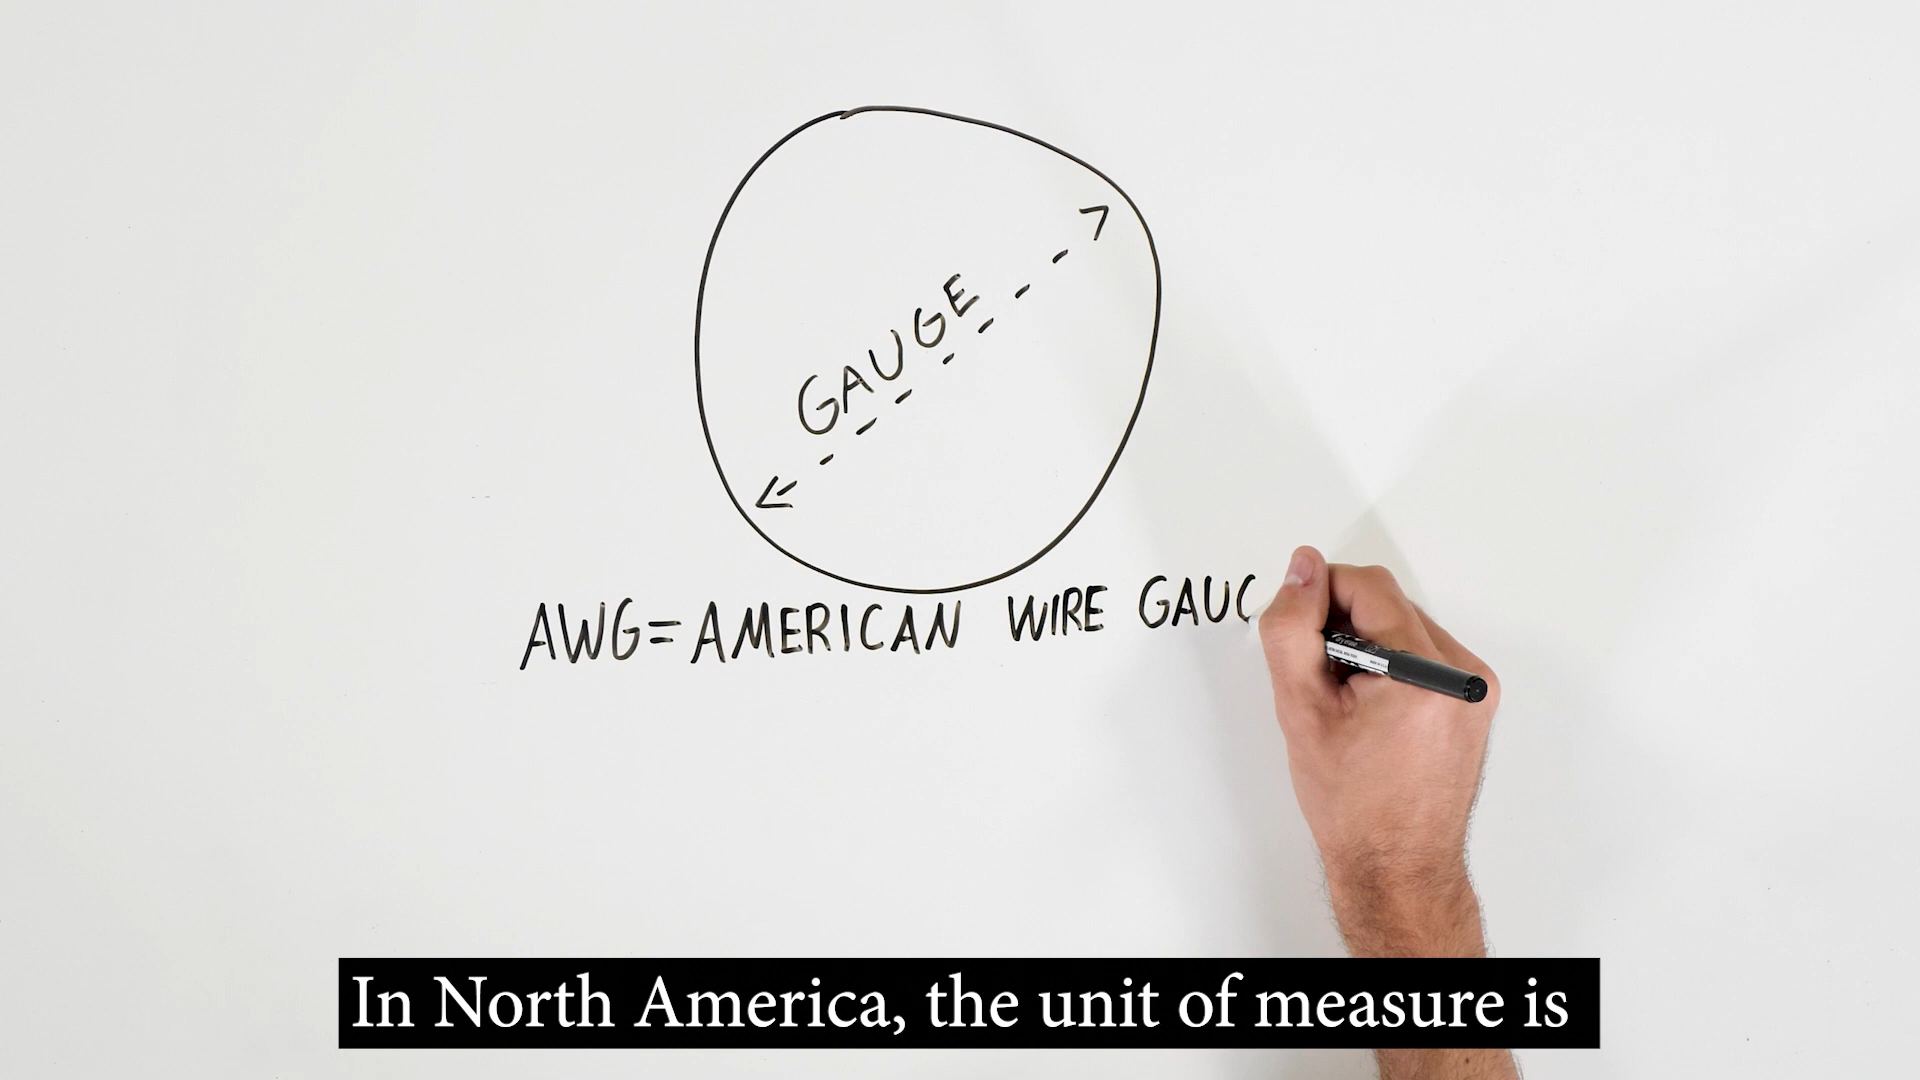 GAUGE
AWG=AMERICAN WIRE GAUG
In North America, the unit of measure is